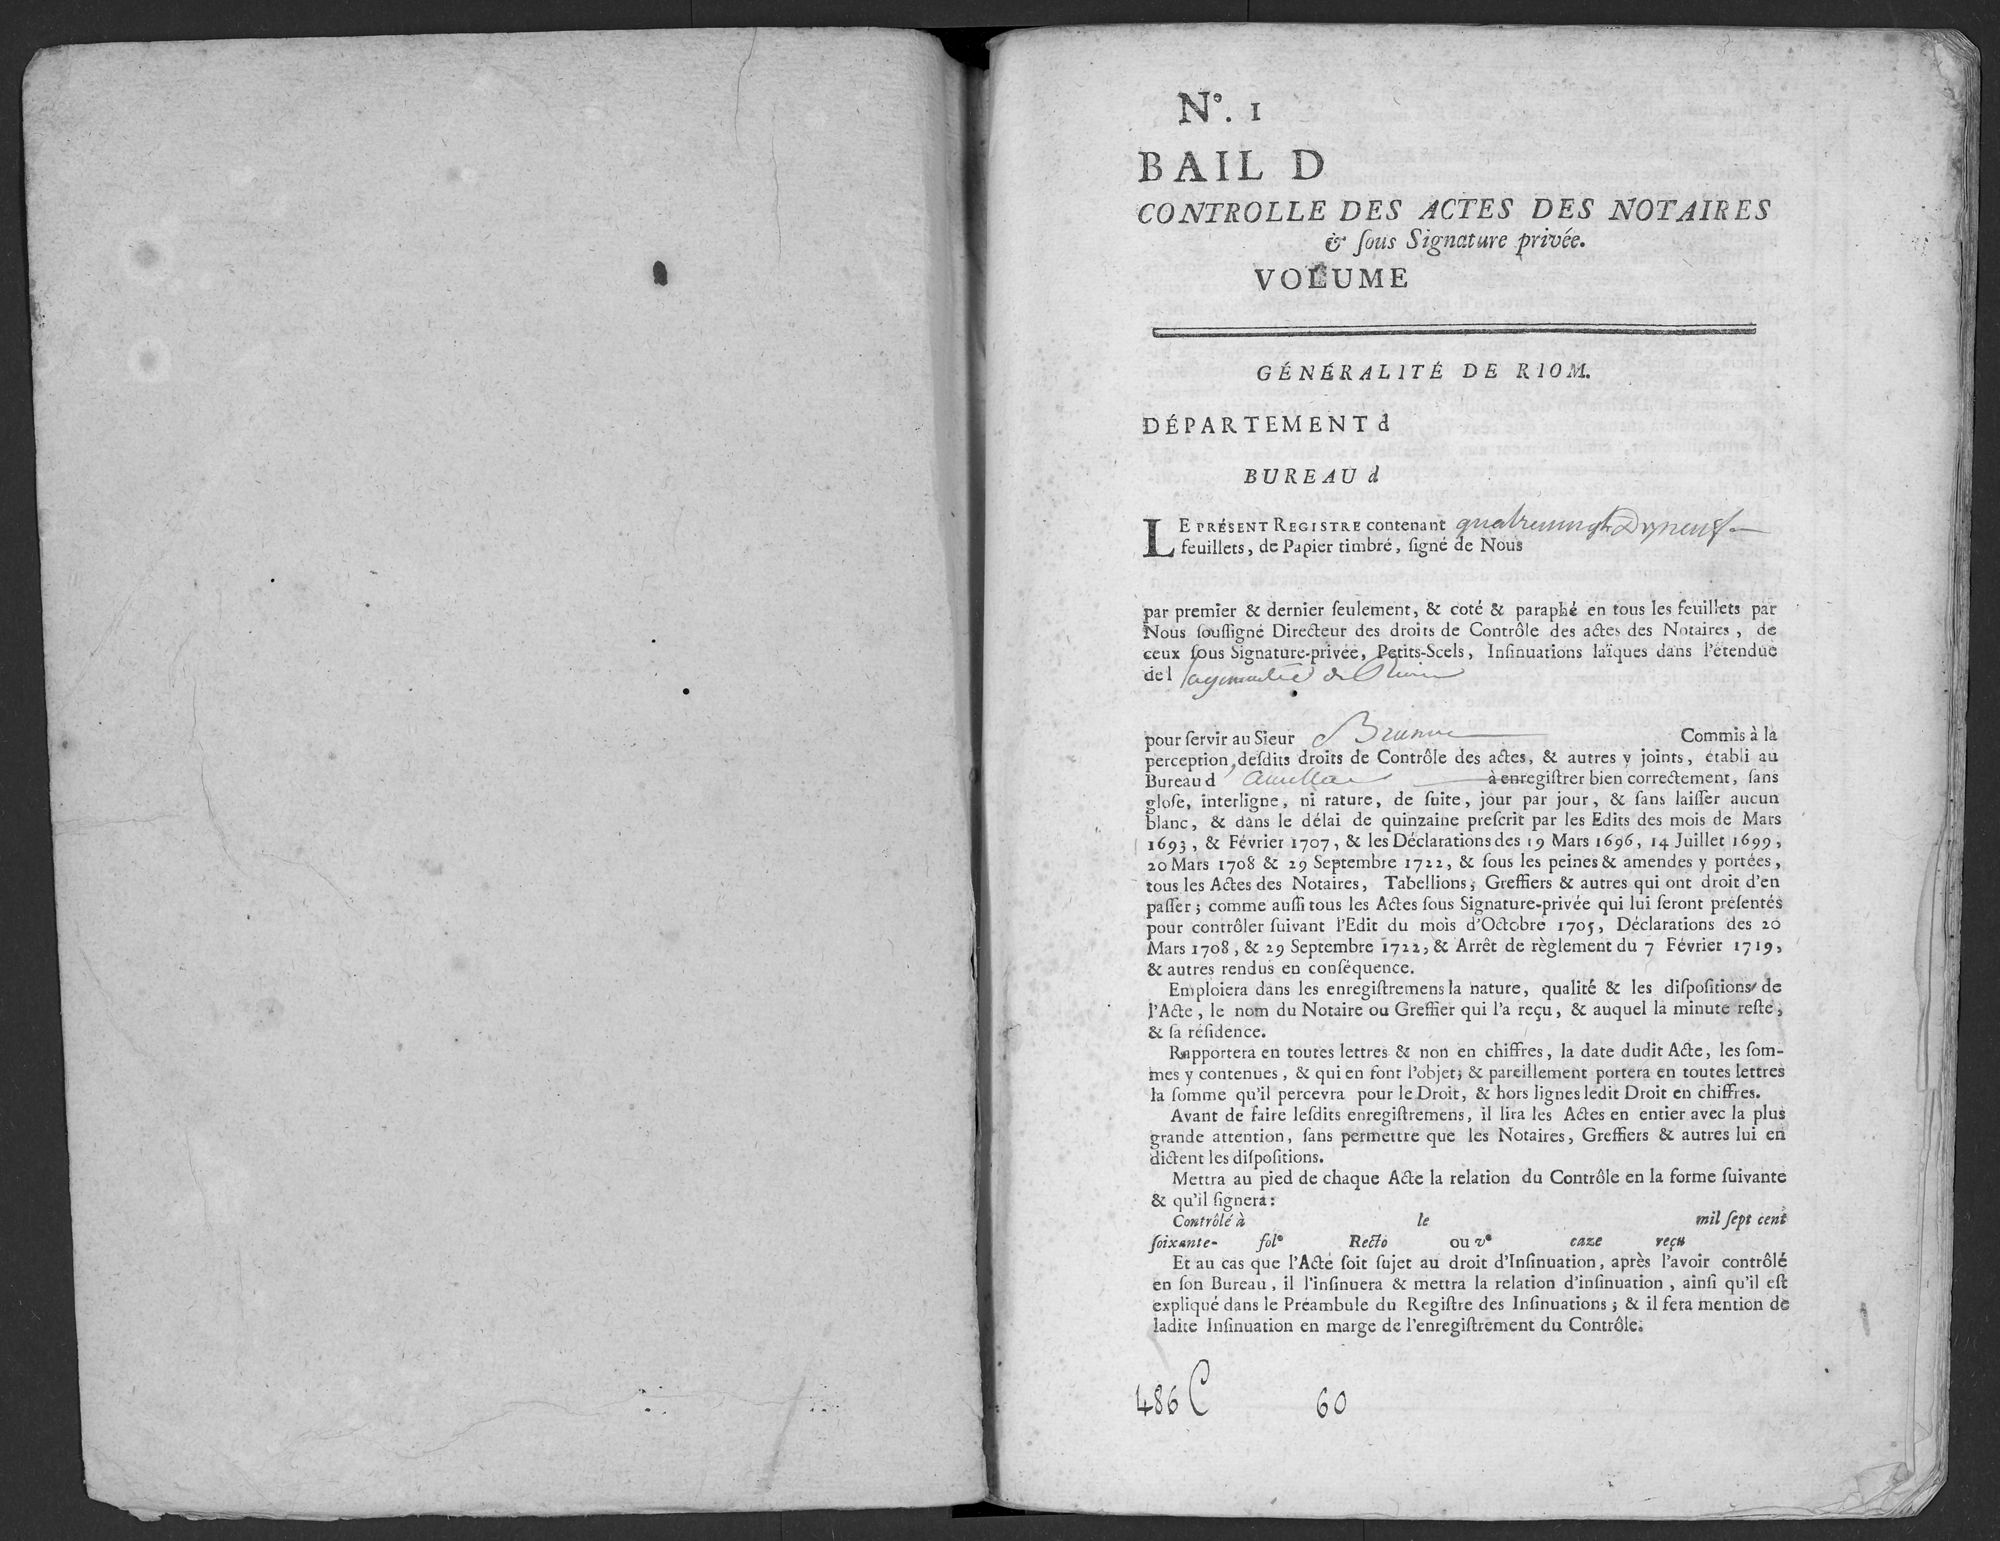 N°. 1
BAIL D
CONTROLLE DES ACTES DES NOTAIRES
& ſous Signature privée.
VOLUME
GÉNÉRALITÉ DE RIOM.
DÉPARTEMENT d
BUREAU d
LE PRÉSENT REGISTRE contenant quatrevingt Dixneuf
feuillets, de Papier timbré, ſigné de Nous
par premier & dernier ſeulement, & coté & paraphé en tous les feuillets par
Nous ſouſſigné Directeur des droits de Contrôle des actes des Notaires, de
ceux ſous Signature-privée, Petits-Scels, Inſinuations laïques dans l'étendue
del de Riom
pour ſervir au Sieur Commis à la
perception deſdits droits de Contrôle des actes, & autres y joints, établi au
Bureau d'aurillac à enregiſtrer bien correctement, ſans
gloſe, interligne, ni rature, de ſuite, jour par jour, & ſans laiſſer aucun
blanc, & dans le délai de quinzaine preſcrit par les Edits des mois de Mars
1693, & Février 1707, & les Déclarations des 19 Mars 1696, 14 Juillet 1699,
20 Mars 1708 & 29 Septembre 1722, & ſous les peines & amendes y portées,
tous les Actes des Notaires, Tabellions, Greffiers & autres qui ont droit d'en
paſſer; comme auſſi tous les Actes ſous Signature-privée qui lui ſeront préſentés
pour contrôler ſuivant l'Edit du mois d'Octobre 1705, Déclarations des 20
Mars 1708, & 29 Septembre 1722, & Arrêt de règlement du 7 Février 1719,
& autres rendus en conſéquence.
Emploiera dans les enregiſtremens la nature, qualité & les diſpoſitions de
l'Acte, le nom du Notaire ou Greffier qui l'a reçu, & auquel la minute reſte,
& ſa réſidence.
Rapportera en toutes lettres & non en chiffres, la date dudit Acte, les ſom-
mes y contenues, & qui en font l'objet; & pareillement portera en toutes lettres
la ſomme qu'il percevra pour le Droit, & hors lignes ledit Droit en chiffres.
Avant de faire leſdits enregiſtremens, il lira les Actes en entier avec la plus
grande attention, ſans permettre que les Notaires, Greffiers & autres lui en
dictent les diſpoſitions.
Mettra au pied de chaque Acte la relation du Contrôle en la forme ſuivante
& qu'il ſignera:
Contrôlé à le mil ſept cent
ſoixante- fol° Recto ou v° caze reçu
Et au cas que l'Acte ſoit ſujet au droit d'Inſinuation, après l'avoir contrôlé
en ſon Bureau, il l'inſinuera & mettra la relation d'inſinuation, ainſi qu'il eſt
expliqué dans le Préambule du Regiſtre des Inſinuations; & il fera mention de
ladite Inſinuation en marge de l'enregiſtrement du Contrôle.
486 C 60